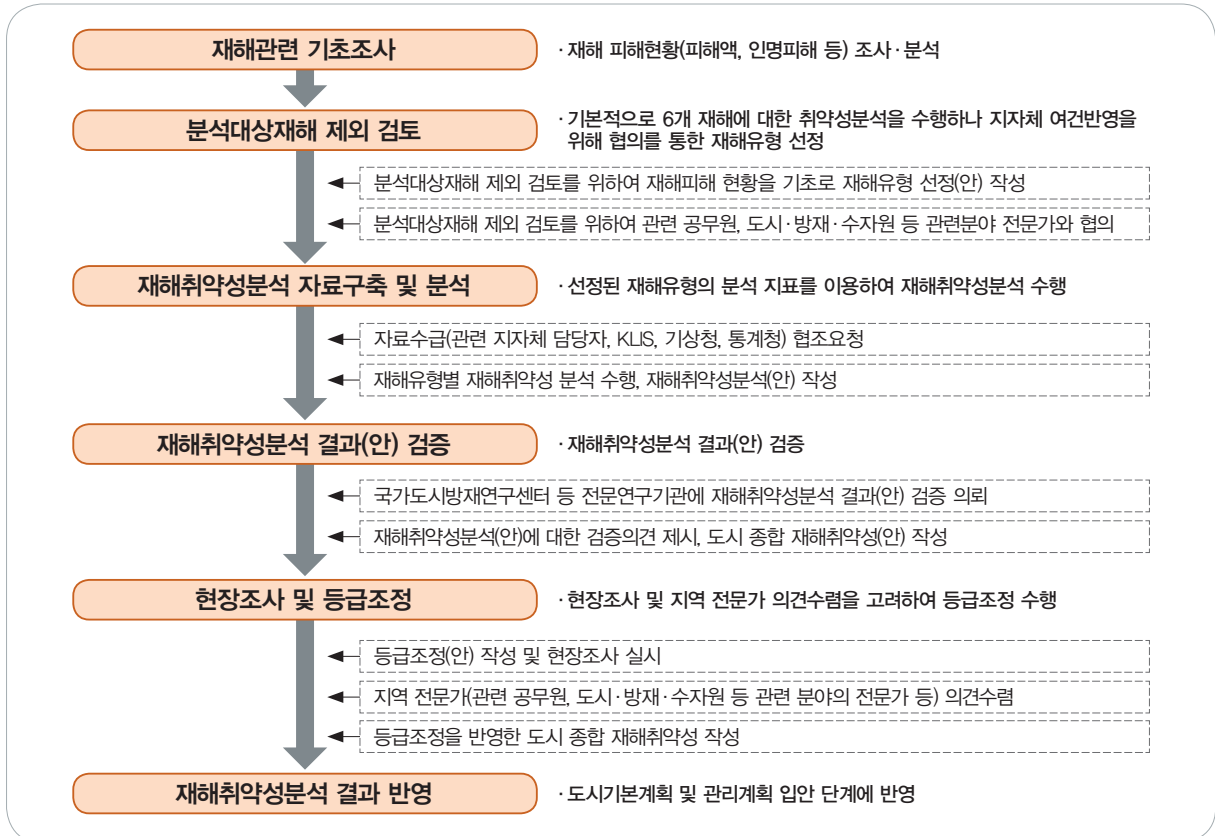 재해관련 기초조사
·재해 피해현황(피해액, 인명피해 등) 조사·분석
분석대상재해 제외 검토
·기본적으로 6개 재해에 대한 취약성분석을 수행하나 지자체 여건반영을
위해 협의를 통한 재해유형 선정
분석대상재해 제외 검토를 위하여 재해피해 현황을 기초로 재해유형 선정(안) 작성
분석대상재해 제외 검토를 위하여 관련 공무원, 도시·방재·수자원 등 관련분야 전문가와 협의
재해취약성분석 자료구축 및 분석
·선정된 재해유형의 분석 지표를 이용하여 재해취약성분석 수행
자료수급(관련 지자체 담당자, KLIS, 기상청, 통계청) 협조요청
재해유형별 재해취약성 분석 수행, 재해취약성분석(안) 작성
재해취약성분석 결과(안) 검증
·재해취약성분석 결과(안) 검증
국가도시방재연구센터 등 전문연구기관에 재해취약성분석 결과(안) 검증 의뢰
재해취약성분석(안)에 대한 검증의견 제시, 도시 종합 재해취약성(안) 작성
현장조사 및 등급조정
·현장조사 및 지역 전문가 의견수렴을 고려하여 등급조정 수행
등급조정(안) 작성 및 현장조사 실시
지역 전문가(관련 공무원, 도시·방재·수자원 등 관련 분야의 전문가 등) 의견수렴
등급조정을 반영한 도시 종합 재해취약성 작성
재해취약성분석 결과 반영
·도시기본계획 및 관리계획 입안 단계에 반영